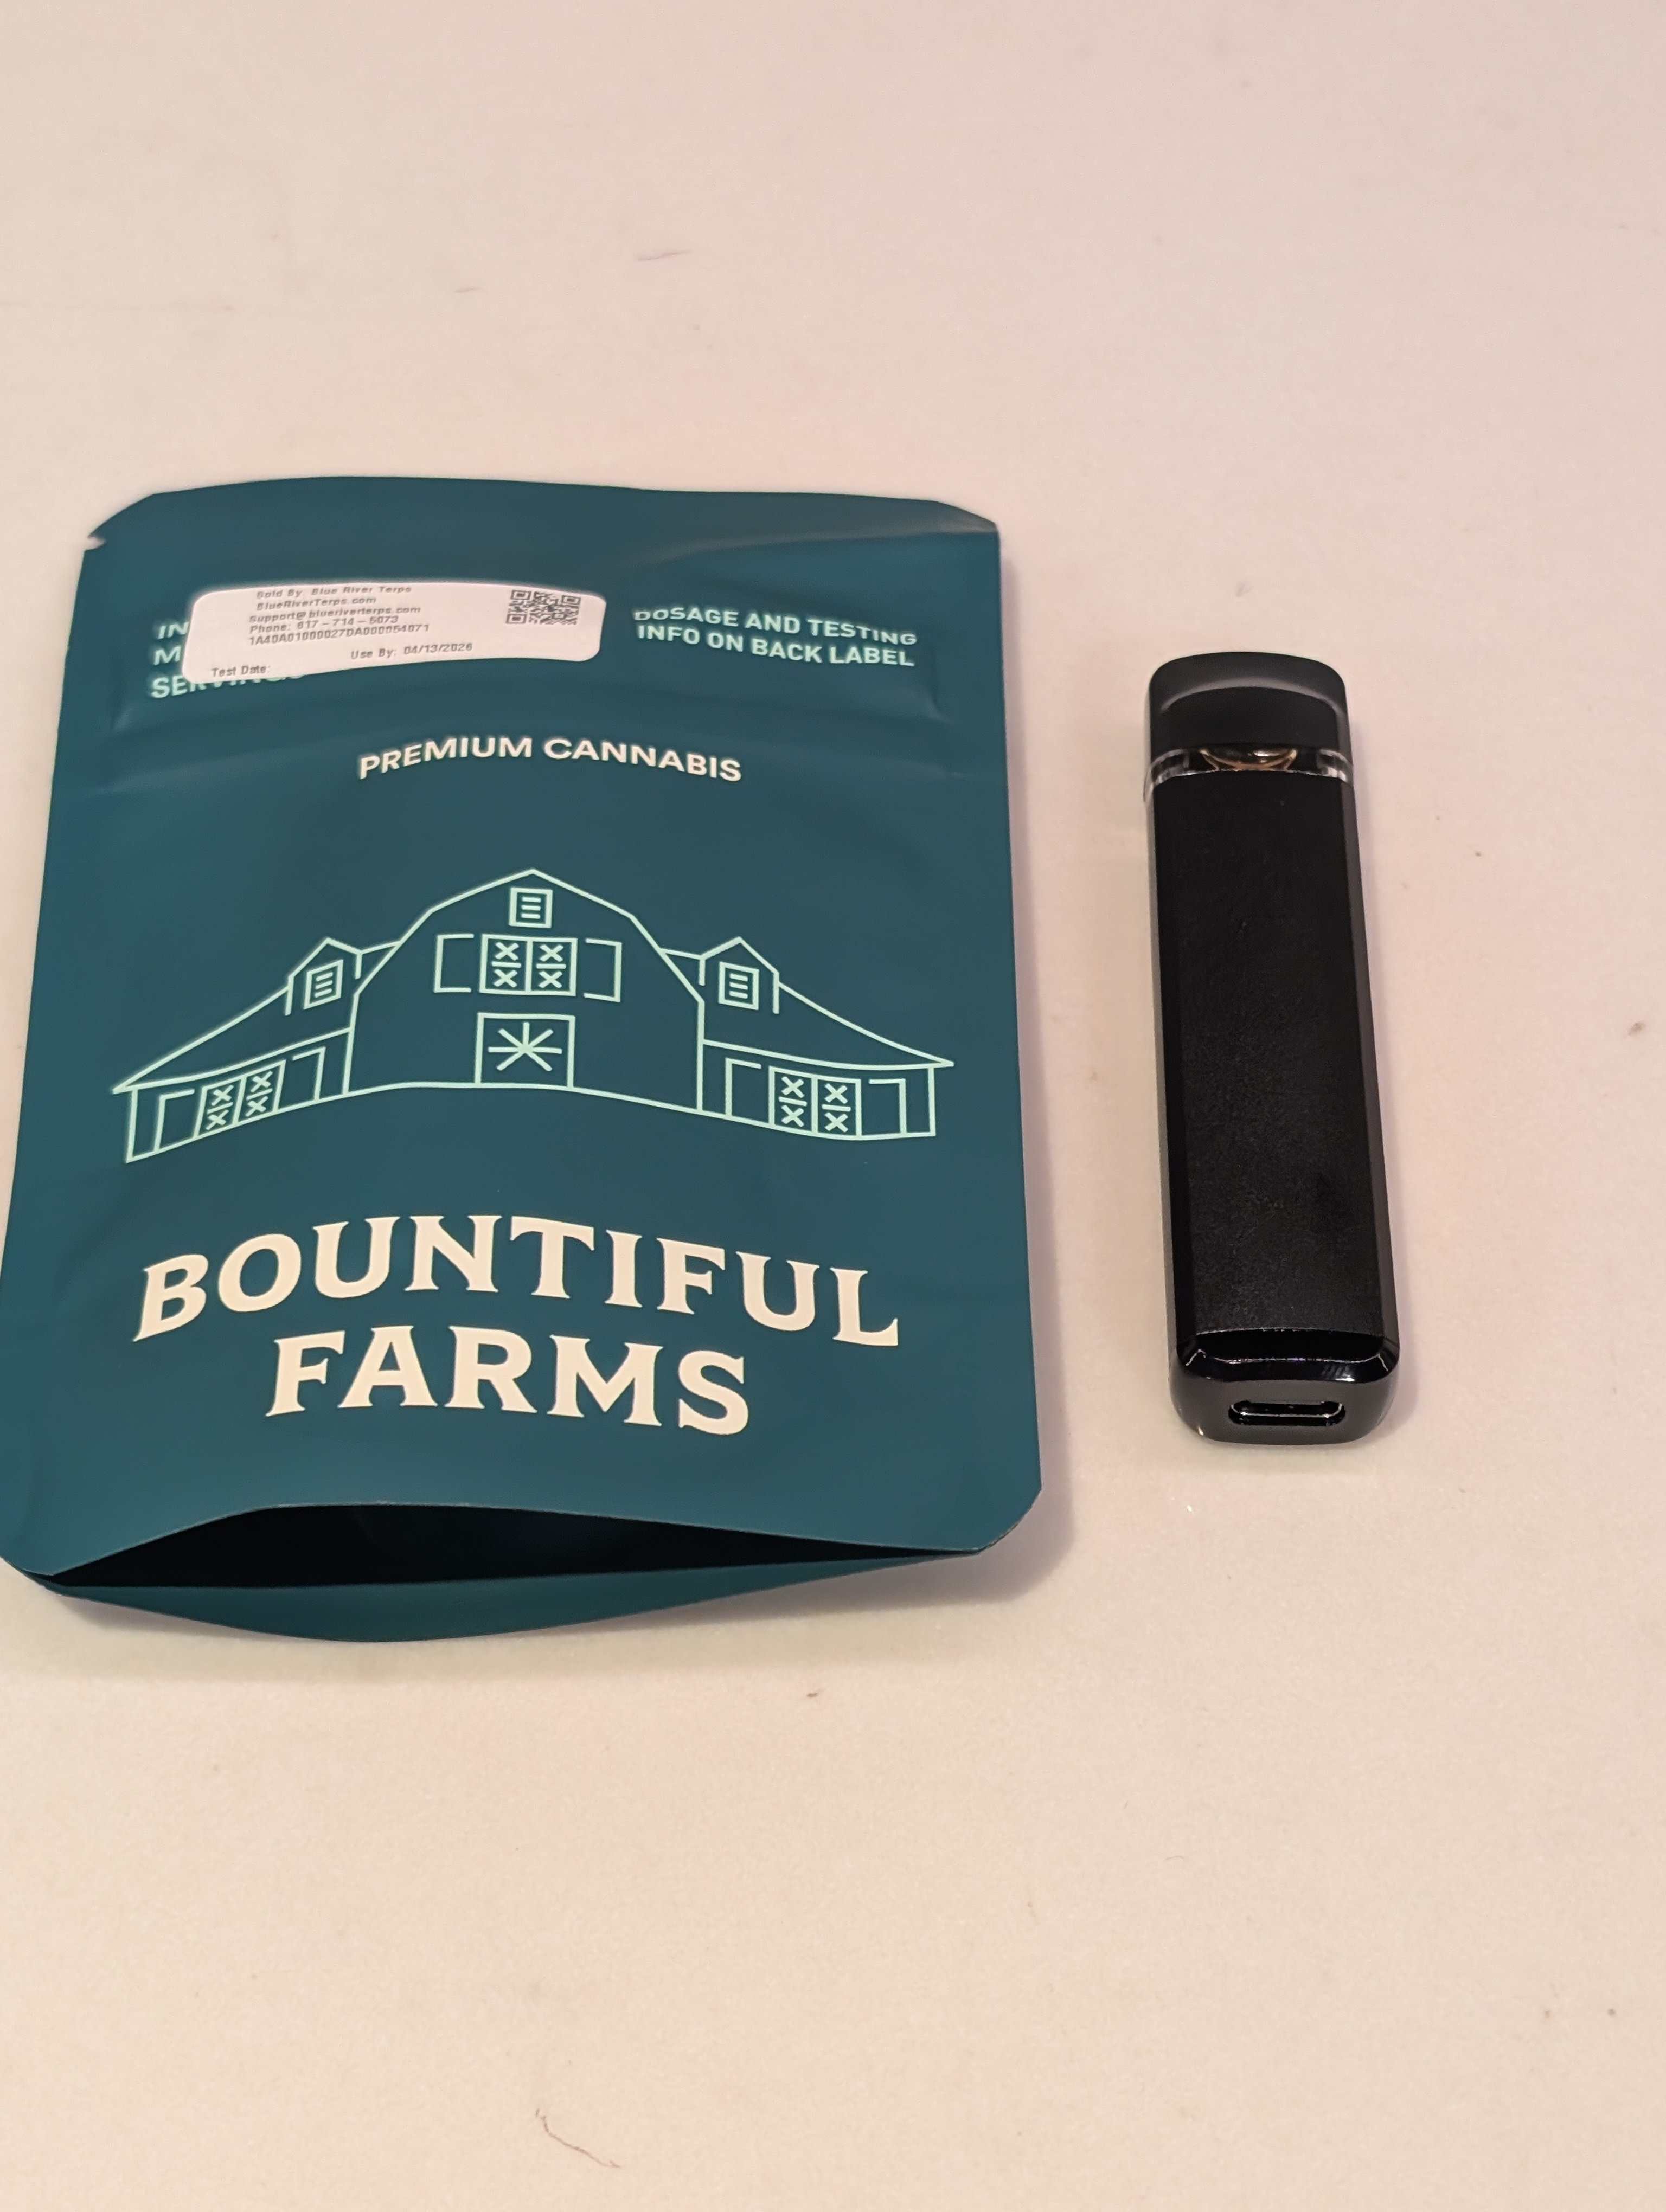 Sold By: Blue River Terps
BlueRiverTerps.com
Support@blueriverterps.com
Phone: 617-714-5073
1A40A01000027DA000054071
Use By: 04/13/2026
Test Date:
DOSAGE AND TESTING
INFO ON BACK LABEL
PREMIUM CANNABIS
BOUNTIFUL
FARMS